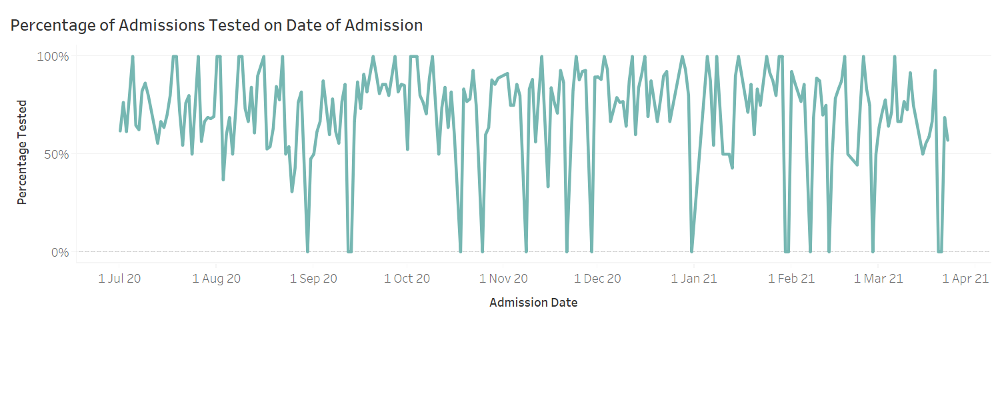 Percentage of Admissions Tested on Date of Admission
100%
50%
0%
Percentage Tested
1 Jul 20 1 Aug 20 1 Sep 20 1 Oct 20 1 Nov 20 1 Dec 20 1 Jan 21 1 Feb 21 1 Mar 21 1 Apr 21
Admission Date